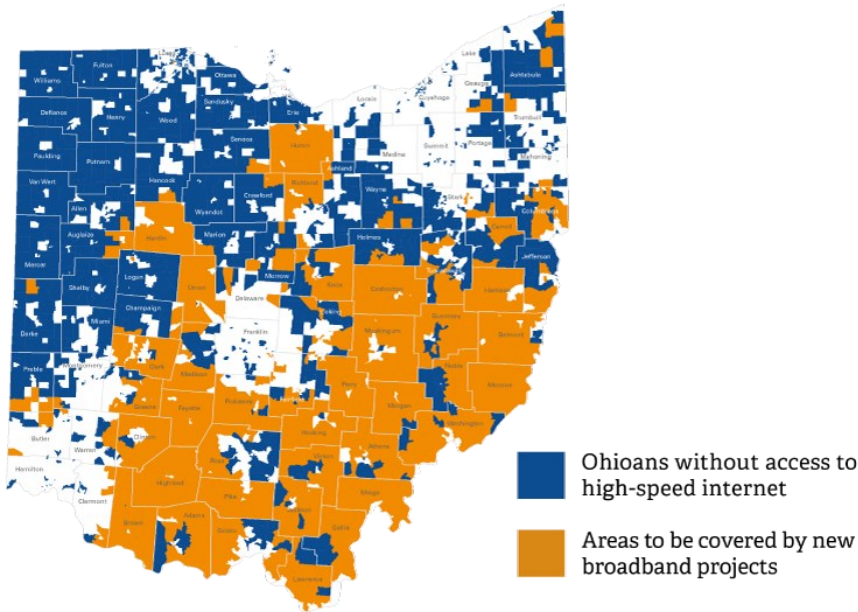 Lake
Lucas
Williams
Fulton
Ottawa
Geauga
Ashtabula
Cuyahoga
Lorain
Sandusky
Erie
Defiance
Henry
Wood
Trumbull
Seneca
Huron
Medina
Summit
Portage
Mahoning
Paulding
Putnam
Hancock
Ashland
Richland
Van Wert
Wyandot
Crawford
Wayne
Stark
Allen
Columbiana
Auglaize
Hardin
Marion
Holmes
Carroll
Mercer
Logan
Morrow
Jefferson
Shelby
Union
Knox
Coshocton
Harrison
Delaware
Champaign
Licking
Guernsey
Darke
Miami
Franklin
Muskingum
Belmont
Preble
Montgomery
Clark
Madison
Fairfield
Perry
Noble
Monroe
Greene
Fayette
Pickaway
Morgan
Washington
Butler
Warren
Clinton
Hocking
Athens
Ross
Vinton
Hamilton
Highland
Pike
Meigs
Clermont
Brown
Adams
Scioto
Jackson
Gallia
Lawrence
Ohioans without access to
high-speed internet
Areas to be covered by new
broadband projects